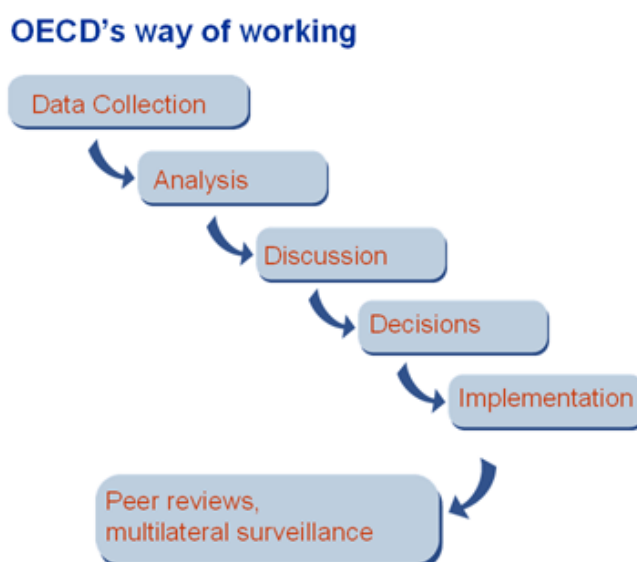 OECD's way of working
Data Collection
Analysis
Discussion
Decisions
Implementation
Peer reviews,
multilateral surveillance